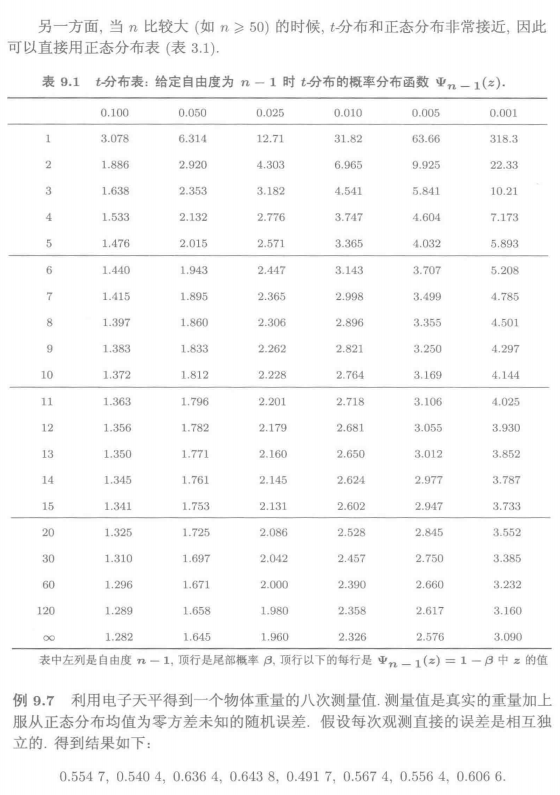 另一方面, 当 n 比较大 (如 n ⩾ 50) 的时候, t-分布和正态分布非常接近, 因此
可以直接用正态分布表 (表 3.1).
表 9.1 t-分布表: 给定自由度为 n − 1 时 t-分布的概率分布函数 Ψn − 1(z).
0.100 0.050 0.025 0.010 0.005 0.001
1 3.078 6.314 12.71 31.82 63.66 318.3
2 1.886 2.920 4.303 6.965 9.925 22.33
3 1.638 2.353 3.182 4.541 5.841 10.21
4 1.533 2.132 2.776 3.747 4.604 7.173
5 1.476 2.015 2.571 3.365 4.032 5.893
6 1.440 1.943 2.447 3.143 3.707 5.208
7 1.415 1.895 2.365 2.998 3.499 4.785
8 1.397 1.860 2.306 2.896 3.355 4.501
9 1.383 1.833 2.262 2.821 3.250 4.297
10 1.372 1.812 2.228 2.764 3.169 4.144
11 1.363 1.796 2.201 2.718 3.106 4.025
12 1.356 1.782 2.179 2.681 3.055 3.930
13 1.350 1.771 2.160 2.650 3.012 3.852
14 1.345 1.761 2.145 2.624 2.977 3.787
15 1.341 1.753 2.131 2.602 2.947 3.733
20 1.325 1.725 2.086 2.528 2.845 3.552
30 1.310 1.697 2.042 2.457 2.750 3.385
60 1.296 1.671 2.000 2.390 2.660 3.232
120 1.289 1.658 1.980 2.358 2.617 3.160
∞ 1.282 1.645 1.960 2.326 2.576 3.090
表中左列是自由度 n − 1, 顶行是尾部概率 β, 顶行以下的每行是 Ψn − 1(z) = 1 − β 中 z 的值
例 9.7 利用电子天平得到一个物体重量的八次测量值. 测量值是真实的重量加上
服从正态分布均值为零方差未知的随机误差. 假设每次观测直接的误差是相互独
立的. 得到结果如下:
0.554 7, 0.540 4, 0.636 4, 0.643 8, 0.491 7, 0.567 4, 0.556 4, 0.606 6.